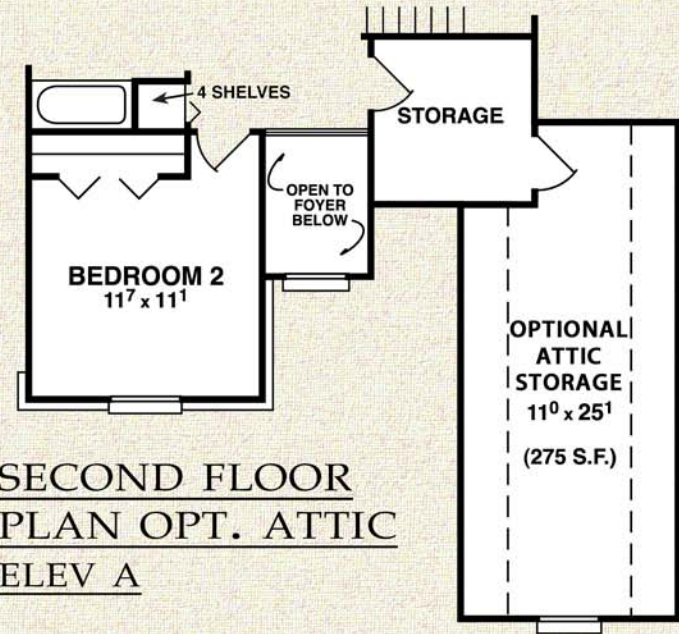 4 SHELVES
STORAGE
OPEN TO
FOYER
BELOW
BEDROOM 2
11⁷ x 11¹
OPTIONAL
ATTIC
STORAGE
11⁰ x 25¹
(275 S.F.)
SECOND FLOOR
PLAN OPT. ATTIC
ELEV A